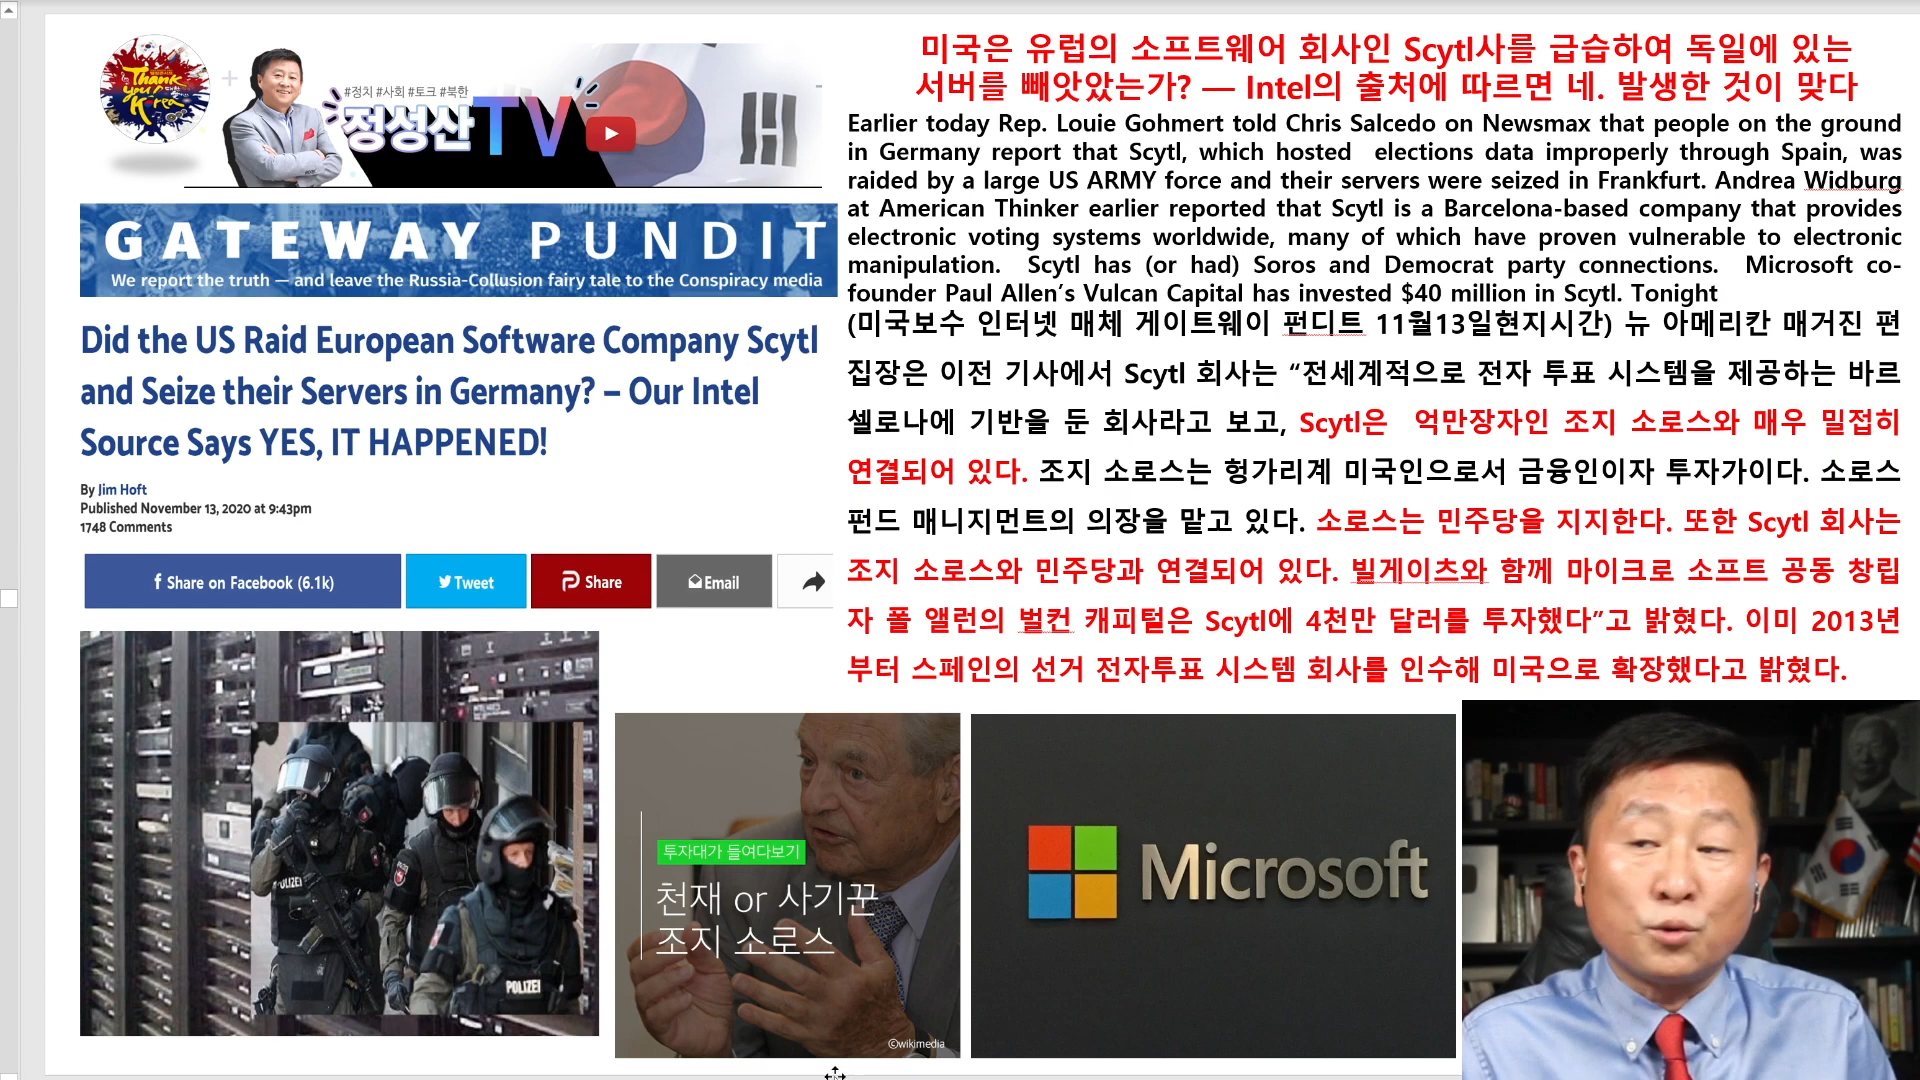 Thank
you
Korea
#정치 #사회 #토크 #북한
정성산TV
GATEWAY PUNDIT
We report the truth — and leave the Russia-Collusion fairy tale to the Conspiracy media
Did the US Raid European Software Company Scytl
and Seize their Servers in Germany? – Our Intel
Source Says YES, IT HAPPENED!
By Jim Hoft
Published November 13, 2020 at 9:43pm
1748 Comments
Share on Facebook (6.1k)
Tweet
Share
Email
POLIZEI
POLIZEI
투자대가 들여다보기
천재 or 사기꾼
조지 소로스
©wikimedia
Microsoft
미국은 유럽의 소프트웨어 회사인 Scytl사를 급습하여 독일에 있는
서버를 빼앗았는가? — Intel의 출처에 따르면 네. 발생한 것이 맞다
Earlier today Rep. Louie Gohmert told Chris Salcedo on Newsmax that people on the ground
in Germany report that Scytl, which hosted elections data improperly through Spain, was
raided by a large US ARMY force and their servers were seized in Frankfurt. Andrea Widburg
at American Thinker earlier reported that Scytl is a Barcelona-based company that provides
electronic voting systems worldwide, many of which have proven vulnerable to electronic
manipulation. Scytl has (or had) Soros and Democrat party connections. Microsoft co-
founder Paul Allen’s Vulcan Capital has invested $40 million in Scytl. Tonight
(미국보수 인터넷 매체 게이트웨이 펀디트 11월13일현지시간) 뉴 아메리칸 매거진 편
집장은 이전 기사에서 Scytl 회사는 “전세계적으로 전자 투표 시스템을 제공하는 바르
셀로나에 기반을 둔 회사라고 보고, Scytl은 억만장자인 조지 소로스와 매우 밀접히
연결되어 있다. 조지 소로스는 헝가리계 미국인으로서 금융인이자 투자가이다. 소로스
펀드 매니지먼트의 의장을 맡고 있다. 소로스는 민주당을 지지한다. 또한 Scytl 회사는
조지 소로스와 민주당과 연결되어 있다. 빌게이츠와 함께 마이크로 소프트 공동 창립
자 폴 앨런의 벌컨 캐피털은 Scytl에 4천만 달러를 투자했다”고 밝혔다. 이미 2013년
부터 스페인의 선거 전자투표 시스템 회사를 인수해 미국으로 확장했다고 밝혔다.